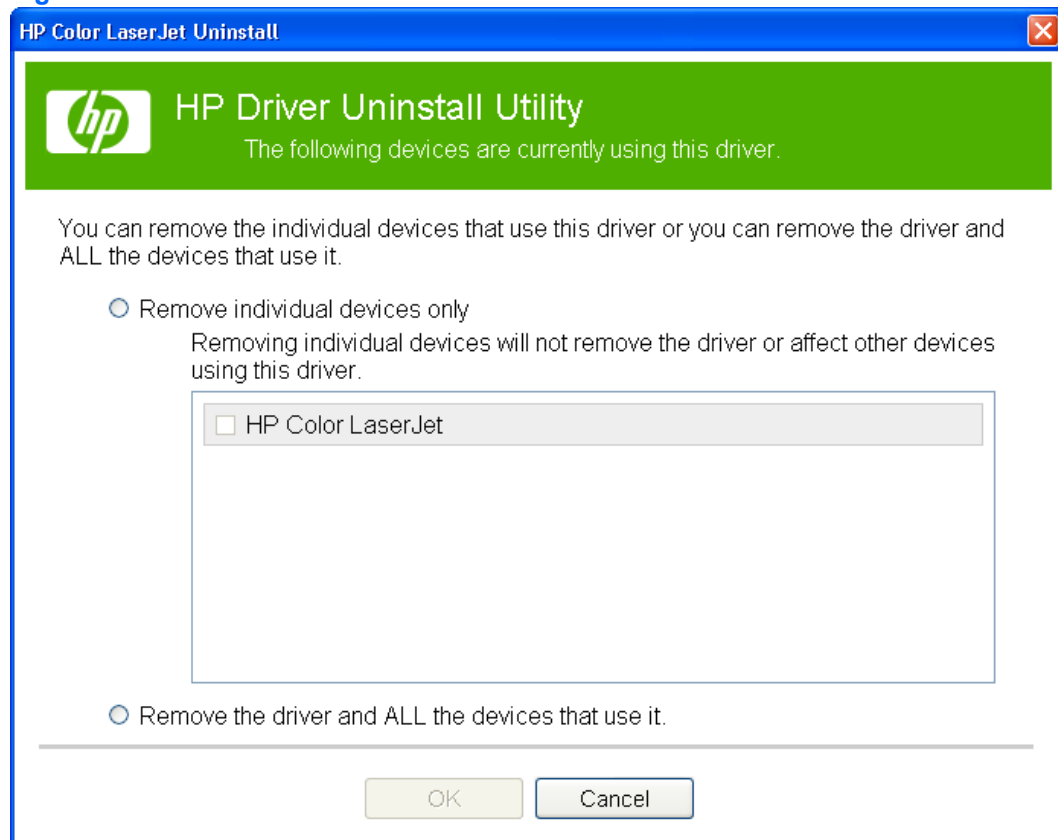 HP Color LaserJet Uninstall
hp
HP Driver Uninstall Utility
The following devices are currently using this driver.
You can remove the individual devices that use this driver or you can remove the driver and
ALL the devices that use it.
Remove individual devices only
Removing individual devices will not remove the driver or affect other devices
using this driver.
HP Color LaserJet
Remove the driver and ALL the devices that use it.
OK
Cancel